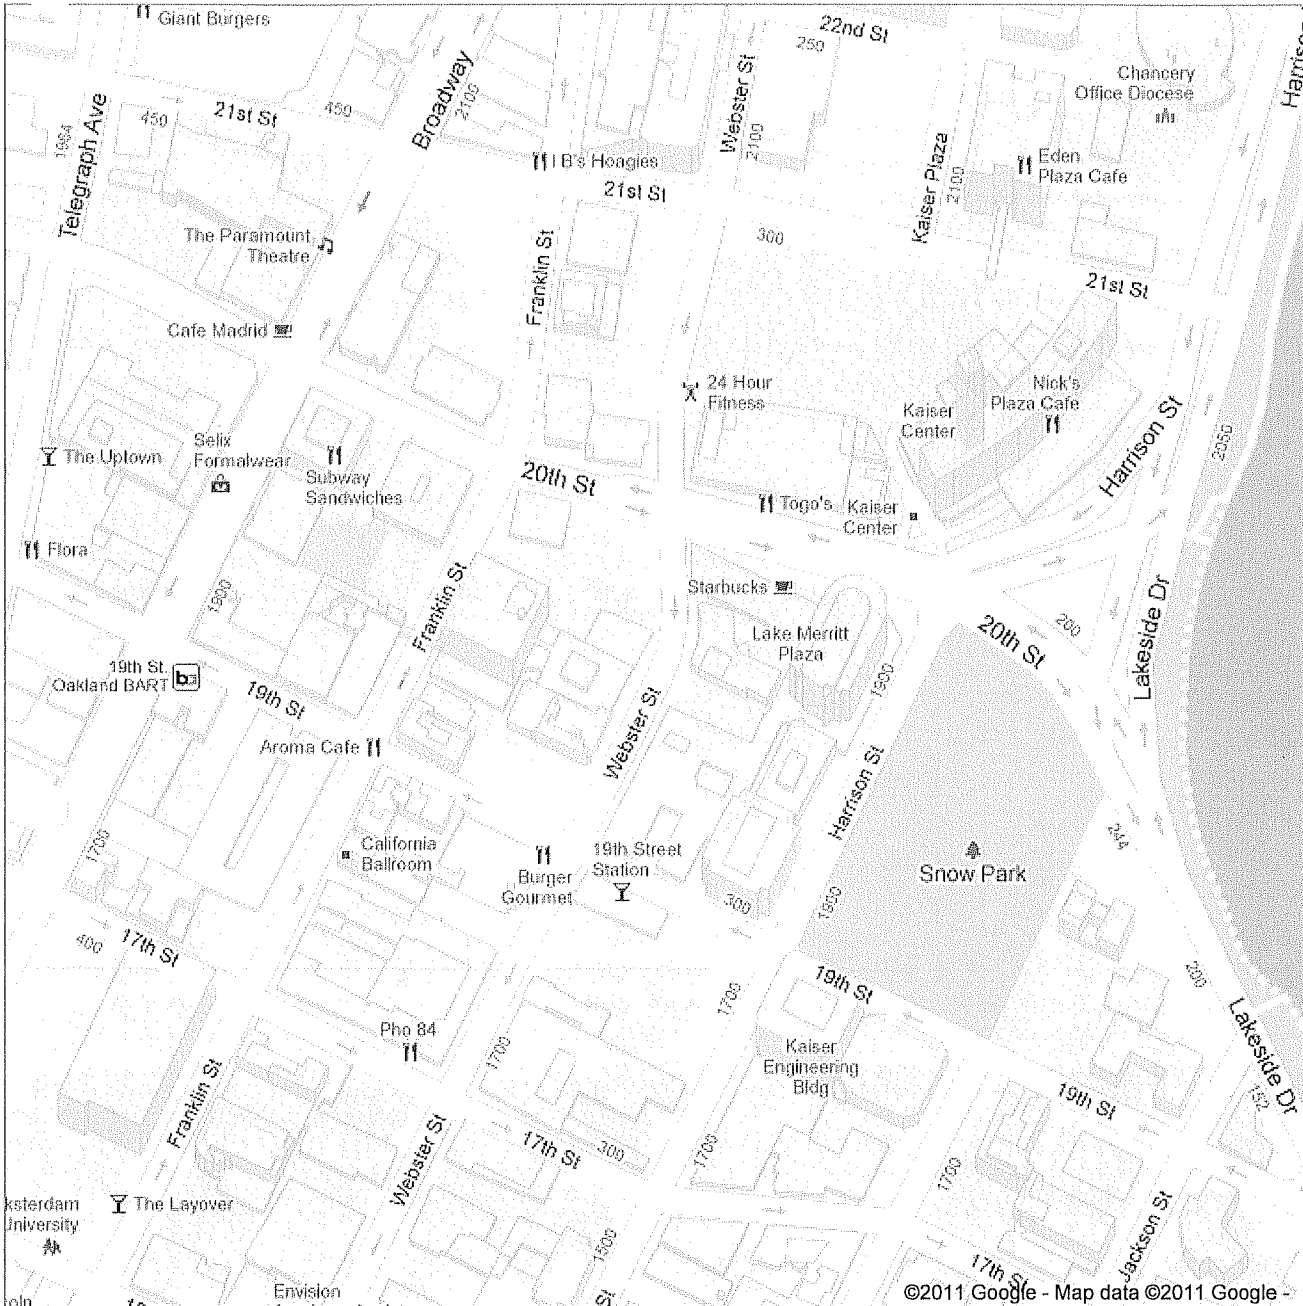 Giant Burgers
22nd St
250
Harris
Chancery
Office Diocese
Telegraph Ave
1984
450
21st St
450
Broadway
2100
Webster St
2100
Kaiser Plaza
2100
Eden
Plaza Cafe
I B's Hoagies
21st St
300
The Paramount
Theatre
Franklin St
21st St
Cafe Madrid
24 Hour
Fitness
Kaiser
Center
Nick's
Plaza Cafe
Harrison St
2050
The Uptown
Selix
Formalwear
Subway
Sandwiches
20th St
Togo's
Kaiser
Center
Flora
1900
Franklin St
Starbucks
Lake Merritt
Plaza
20th St
200
Lakeside Dr
19th St.
Oakland BART
19th St
1900
Webster St
Aroma Cafe
Harrison St
1700
California
Ballroom
Burger
Gourmet
19th Street
Station
244
Snow Park
300
1900
400
17th St
19th St
1700
200
Pho 84
1700
Kaiser
Engineering
Bldg
Lakeside Dr
152
19th St
Franklin St
Webster St
17th St
300
1700
1700
Jackson St
ksterdam
University
The Layover
1500
17th St
Envision
St
oln
©2011 Google - Map data ©2011 Google -